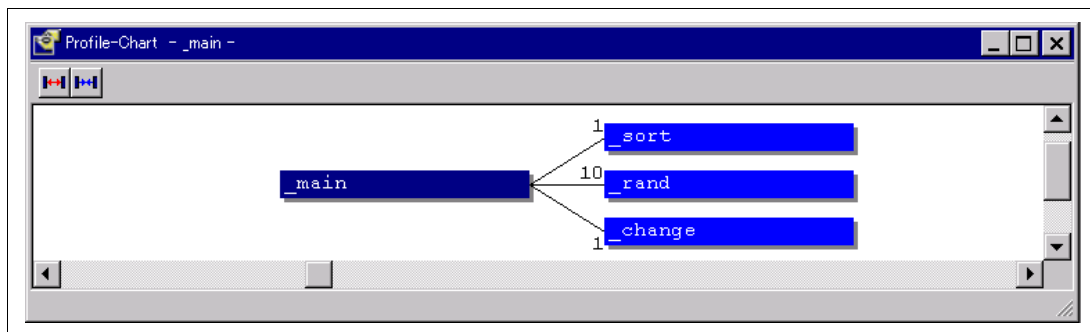 Profile-Chart - _main -
1
_sort
_main
10
_rand
_change
1